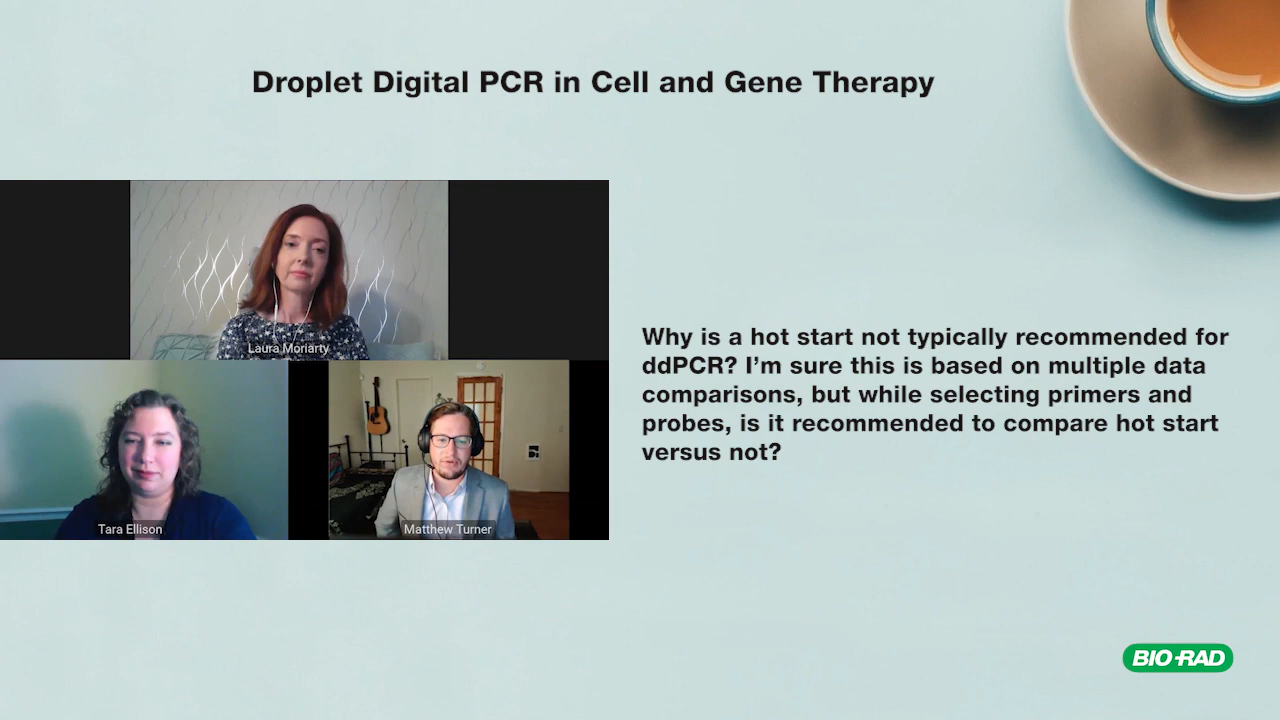 Droplet Digital PCR in Cell and Gene Therapy
Laura Moriarty
Tara Ellison
Matthew Turner
Why is a hot start not typically recommended for
ddPCR? I’m sure this is based on multiple data
comparisons, but while selecting primers and
probes, is it recommended to compare hot start
versus not?
BIO-RAD